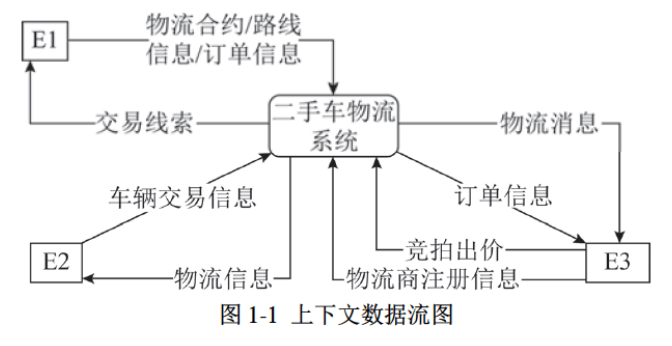 E1
物流合约/路线
信息/订单信息
交易线索
二手车物流
系统
物流消息
车辆交易信息
订单信息
竞拍出价
E2
物流信息
物流商注册信息
E3
图 1-1 上下文数据流图